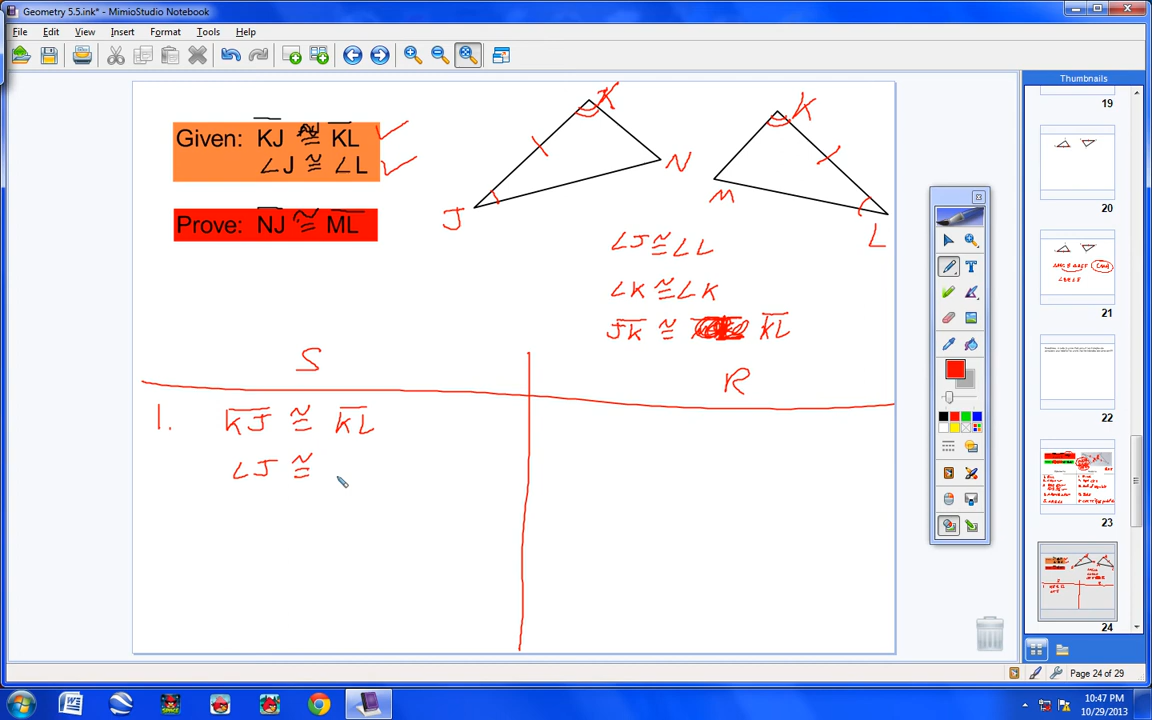 Geometry 5.5.ink* - MimioStudio Notebook
File Edit View Insert Format Tools Help
Thumbnails
19
20
21
22
23
24
Given: KJ ≅ KL
∠J ≅ ∠L
Prove: NJ ≅ ML
K
N
J
K
M
L
∠J ≅ ∠L
∠K ≅ ∠K
JK ≅ KL
S
R
1. KJ ≅ KL
∠J ≅
T
Page 24 of 29
10:47 PM
10/29/2013